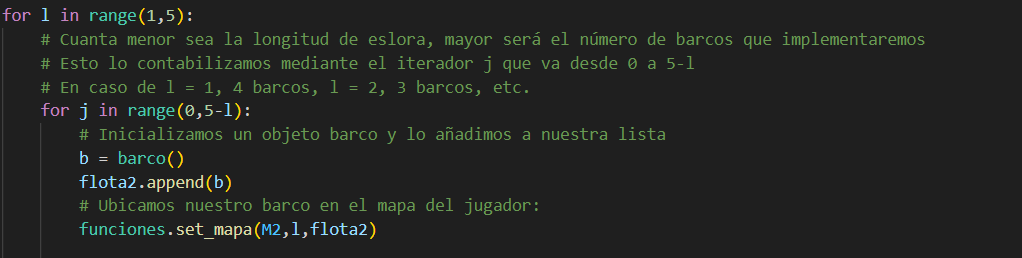 for l in range(1,5):
    # Cuanta menor sea la longitud de eslora, mayor será el número de barcos que implementaremos
    # Esto lo contabilizamos mediante el iterador j que va desde 0 a 5-l
    # En caso de l = 1, 4 barcos, l = 2, 3 barcos, etc.
    for j in range(0,5-l):
        # Inicializamos un objeto barco y lo añadimos a nuestra lista
        b = barco()
        flota2.append(b)
        # Ubicamos nuestro barco en el mapa del jugador:
        funciones.set_mapa(M2,l,flota2)